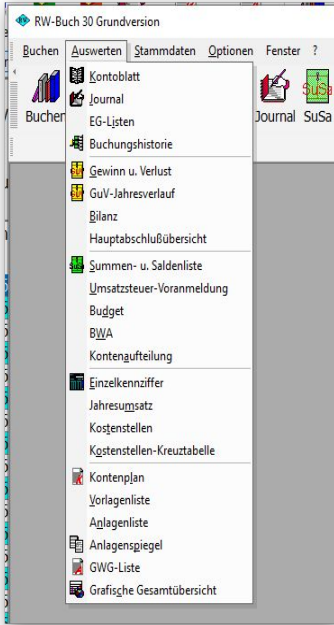 RW-Buch 30 Grundversion
Buchen Auswerten Stammdaten Optionen Fenster ?
Kontoblatt
Journal
EG-Listen
Buchungshistorie
Gewinn u. Verlust
GuV-Jahresverlauf
Bilanz
Hauptabschlußübersicht
Summen- u. Saldenliste
Umsatzsteuer-Voranmeldung
Budget
BWA
Kontenaufteilung
Einzelkennziffer
Jahresumsatz
Kostenstellen
Kostenstellen-Kreuztabelle
Kontenplan
Vorlagenliste
Anlagenliste
Anlagenspiegel
GWG-Liste
Grafische Gesamtübersicht
Buchen
Journal
SuSa
SuSa